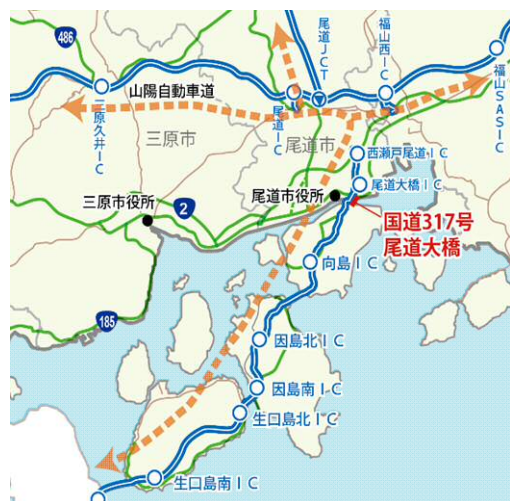 486
尾道JCT
福山西IC
福山SASIC
山陽自動車道
三原久井IC
尾道IC
三原市
尾道市
西瀬戸尾道IC
三原市役所
2
尾道市役所
尾道大橋IC
国道317号
尾道大橋
向島IC
185
因島北IC
因島南IC
生口島北IC
生口島南IC